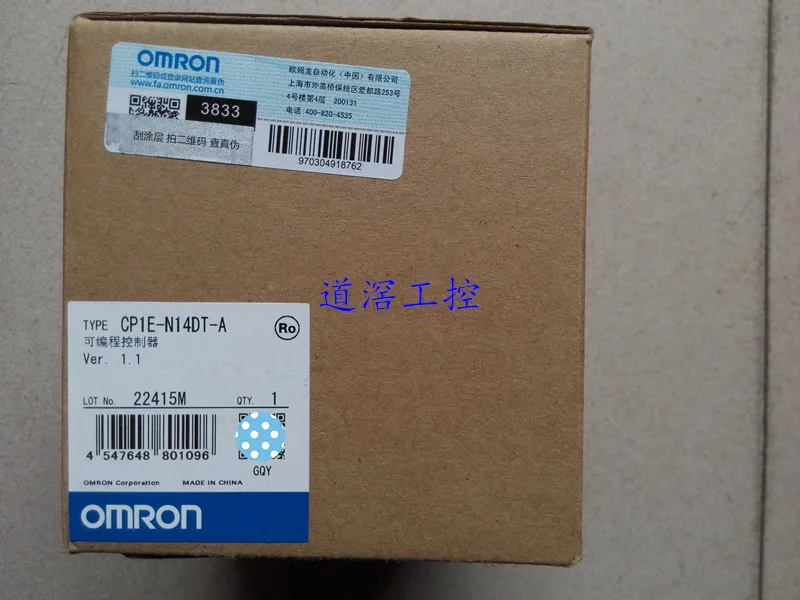 OMRON
扫二维码或登录网站查询真伪
www.fa.omron.com.cn
3833
刮涂层 拍二维码 查真伪
欧姆龙自动化（中国）有限公司
上海市外高桥保税区爱都路253号
4号楼第4层 200131
电话:400-820-4535
970304918762
道滘工控
TYPE CP1E-N14DT-A
Ro
可编程控制器
Ver. 1.1
LOT No. 22415M QTY. 1
4 547648 801096
GQY
OMRON Corporation MADE IN CHINA
OMRON